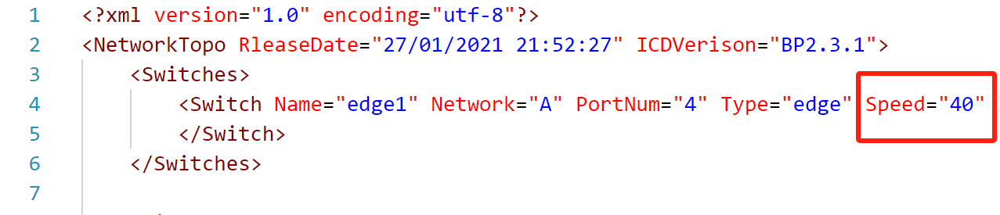 1 <?xml version="1.0" encoding="utf-8"?>
2 <NetworkTopo RleaseDate="27/01/2021 21:52:27" ICDVerison="BP2.3.1">
3 <Switches>
4 <Switch Name="edge1" Network="A" PortNum="4" Type="edge" Speed="40"
5 </Switch>
6 </Switches>
7